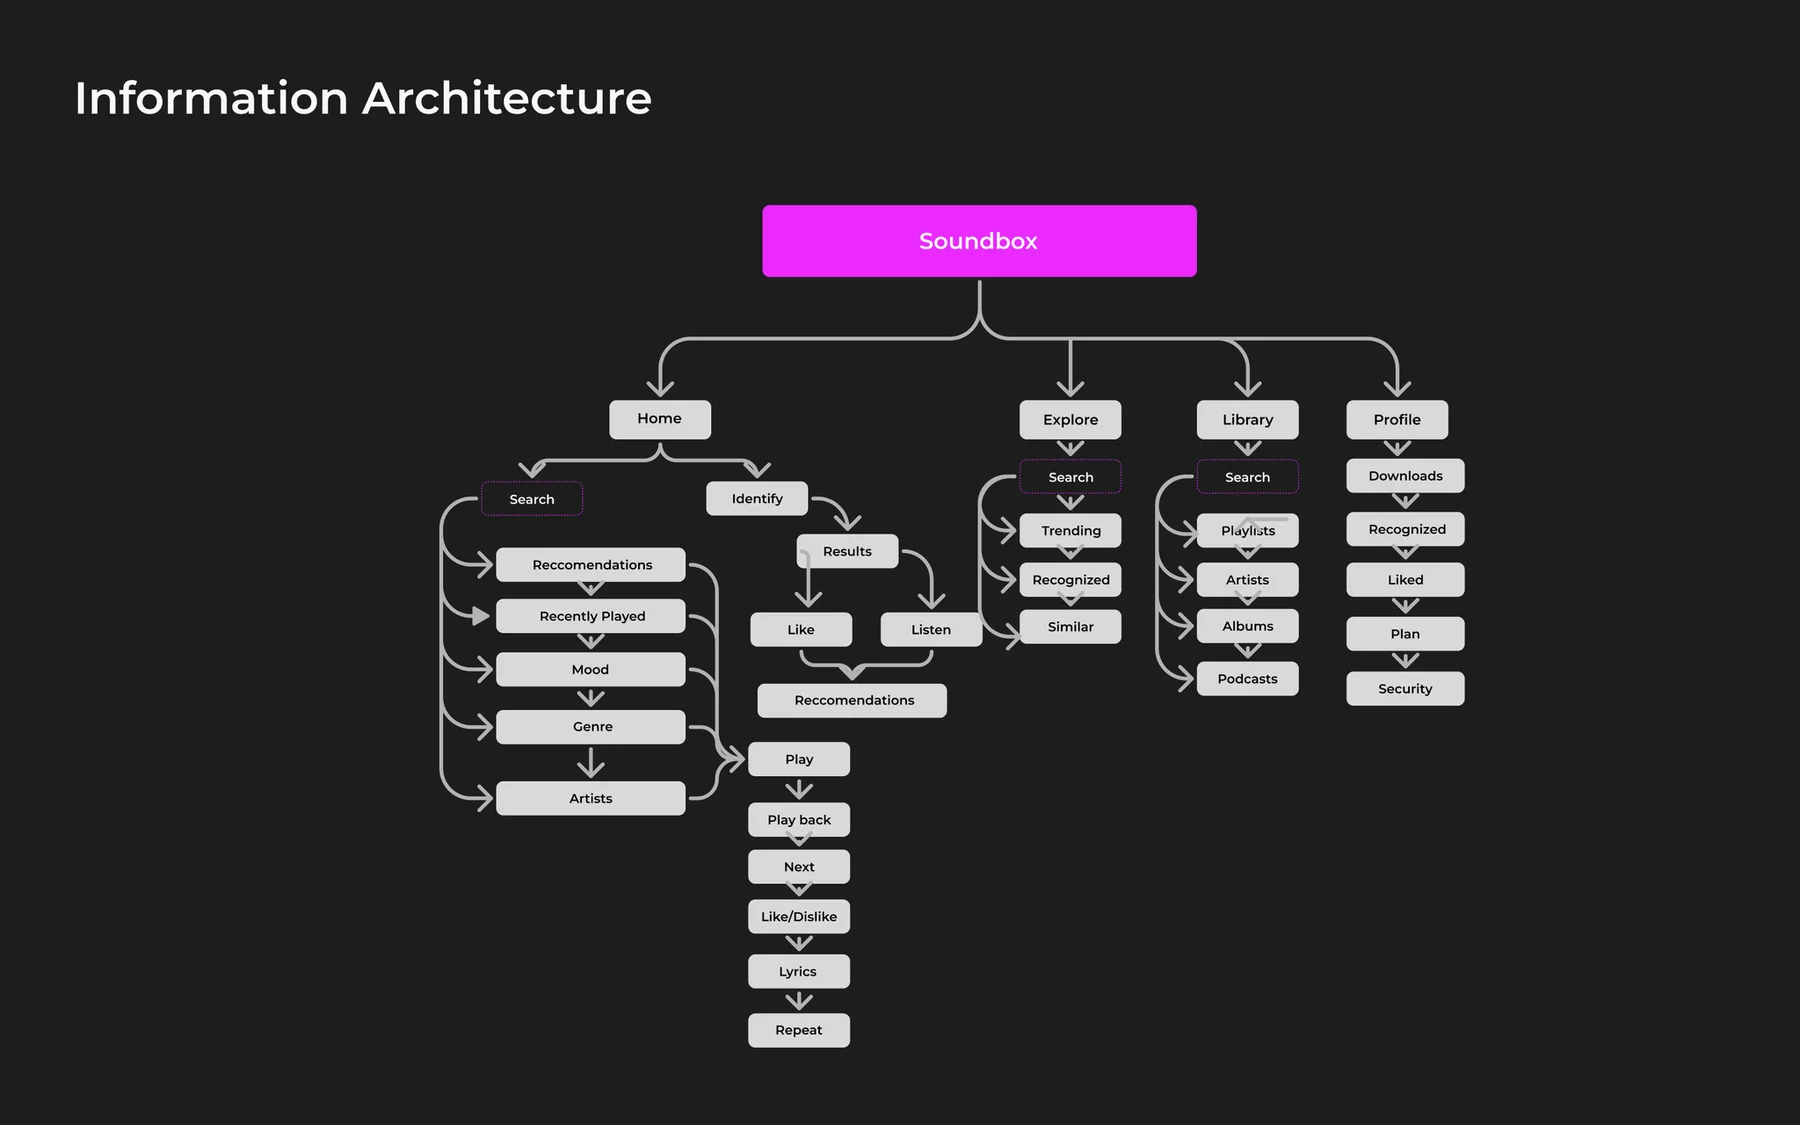 Information Architecture
Soundbox
Home
Explore
Library
Profile
Search
Identify
Results
Reccomendations
Recently Played
Mood
Genre
Artists
Like
Listen
Reccomendations
Play
Play back
Next
Like/Dislike
Lyrics
Repeat
Search
Trending
Recognized
Similar
Search
Playlists
Artists
Albums
Podcasts
Downloads
Recognized
Liked
Plan
Security